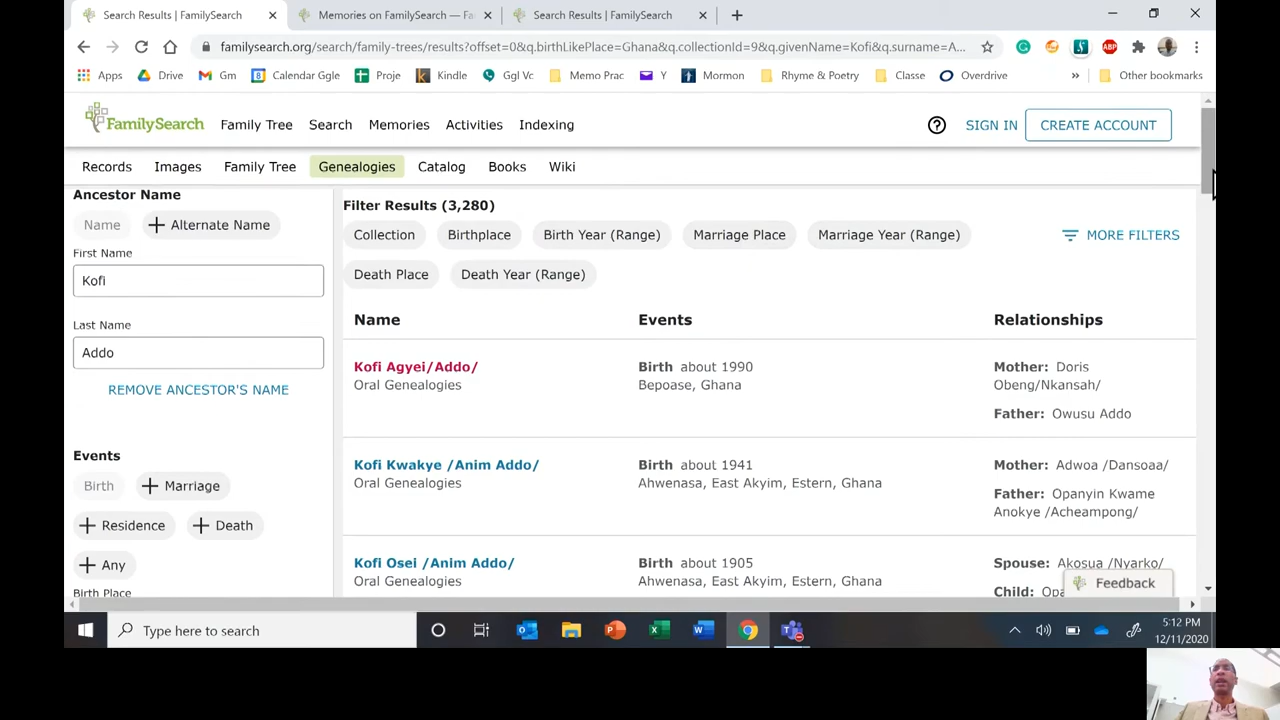 Search Results | FamilySearch
Memories on FamilySearch — Fa
Search Results | FamilySearch
familysearch.org/search/family-trees/results?offset=0&q.birthLikePlace=Ghana&q.collectionId=9&q.givenName=Kofi&q.surname=A...
Apps Drive Gm Calendar Ggle Proje Kindle Ggl Vc Memo Prac Y Mormon Rhyme & Poetry Classe Overdrive » Other bookmarks
FamilySearch Family Tree Search Memories Activities Indexing SIGN IN CREATE ACCOUNT
Records Images Family Tree Genealogies Catalog Books Wiki
Ancestor Name
Name + Alternate Name
First Name
Kofi
Last Name
Addo
REMOVE ANCESTOR'S NAME
Events
Birth + Marriage
+ Residence + Death
+ Any
Birth Place
Filter Results (3,280)
Collection Birthplace Birth Year (Range) Marriage Place Marriage Year (Range) MORE FILTERS
Death Place Death Year (Range)
Name Events Relationships
Kofi Agyei/Addo/ Birth about 1990 Mother: Doris
Oral Genealogies Bepoase, Ghana Obeng/Nkansah/
Father: Owusu Addo
Kofi Kwakye /Anim Addo/ Birth about 1941 Mother: Adwoa /Dansoaa/
Oral Genealogies Ahwenasa, East Akyim, Estern, Ghana Father: Opanyin Kwame
Anokye /Acheampong/
Kofi Osei /Anim Addo/ Birth about 1905 Spouse: Akosua /Nyarko/
Oral Genealogies Ahwenasa, East Akyim, Estern, Ghana Child: Opa
Feedback
Type here to search
5:12 PM
12/11/2020